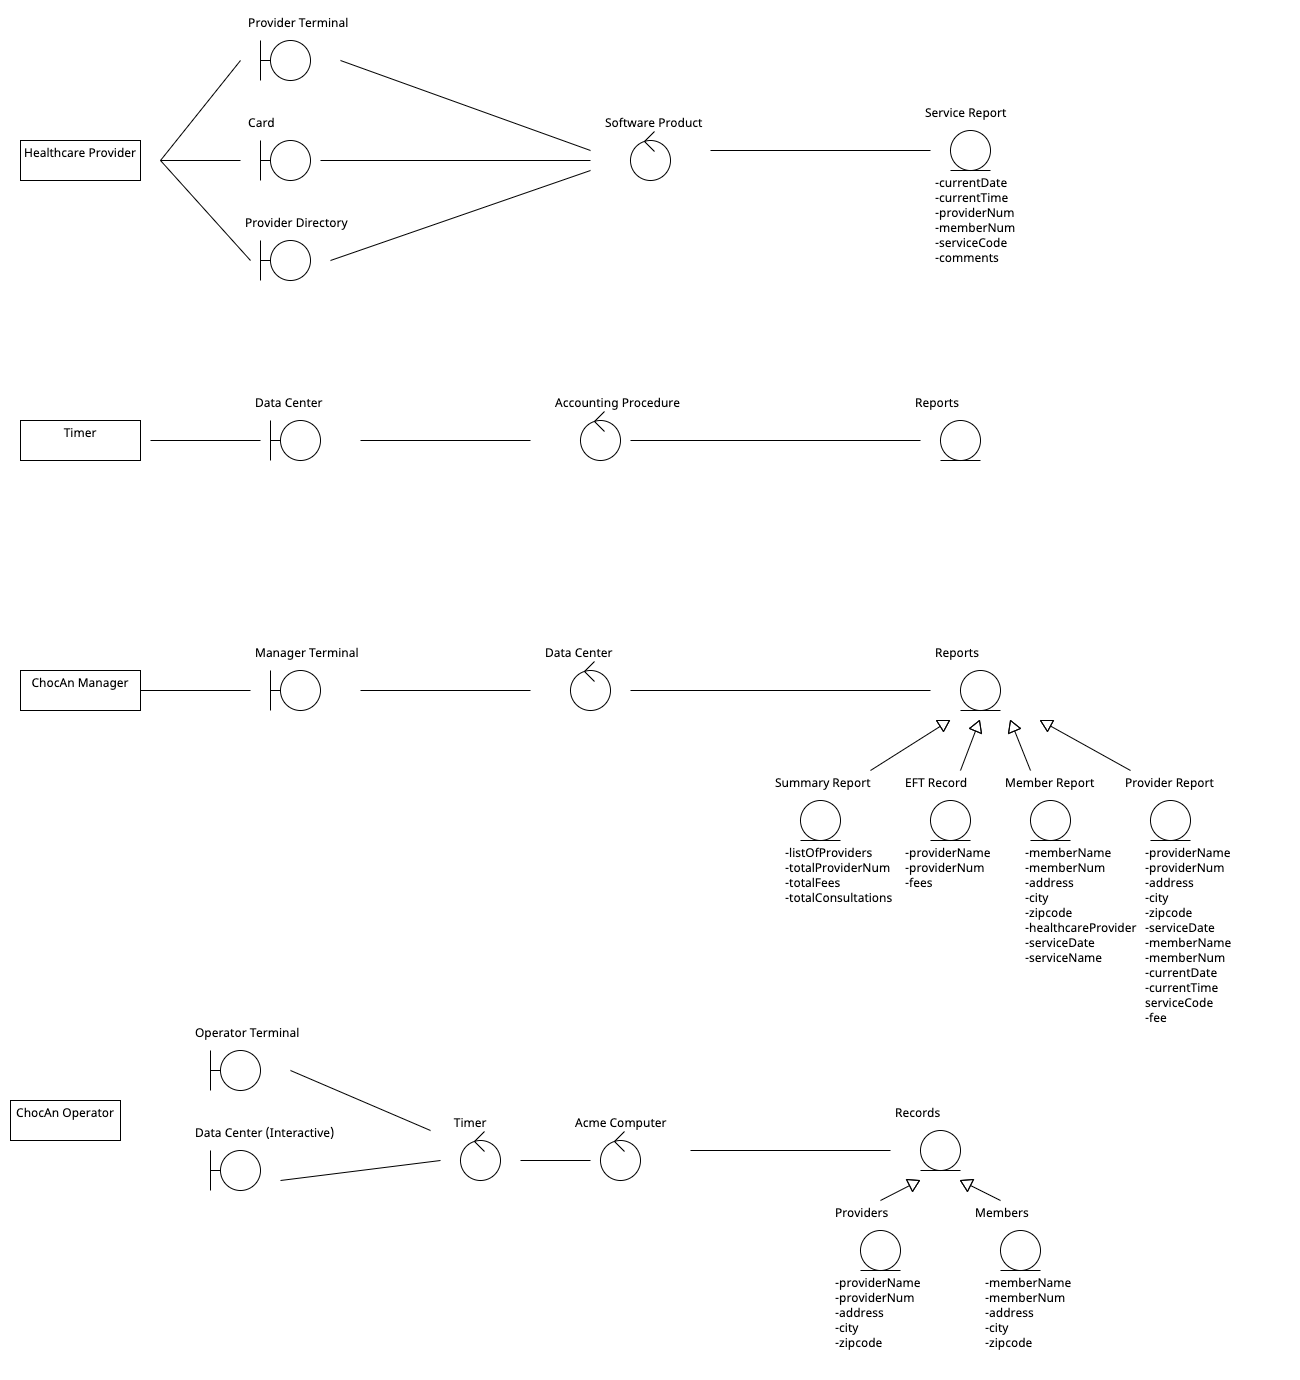 Provider Terminal
Card
Software Product
Service Report
Healthcare Provider
-currentDate
-currentTime
-providerNum
-memberNum
-serviceCode
-comments
Provider Directory
Data Center
Accounting Procedure
Reports
Timer
Manager Terminal
Data Center
Reports
ChocAn Manager
Summary Report
-listOfProviders
-totalProviderNum
-totalFees
-totalConsultations
EFT Record
-providerName
-providerNum
-fees
Member Report
-memberName
-memberNum
-address
-city
-zipcode
-healthcareProvider
-serviceDate
-serviceName
Provider Report
-providerName
-providerNum
-address
-city
-zipcode
-serviceDate
-memberName
-memberNum
-currentDate
-currentTime
serviceCode
-fee
Operator Terminal
ChocAn Operator
Data Center (Interactive)
Timer
Acme Computer
Records
Providers
-providerName
-providerNum
-address
-city
-zipcode
Members
-memberName
-memberNum
-address
-city
-zipcode